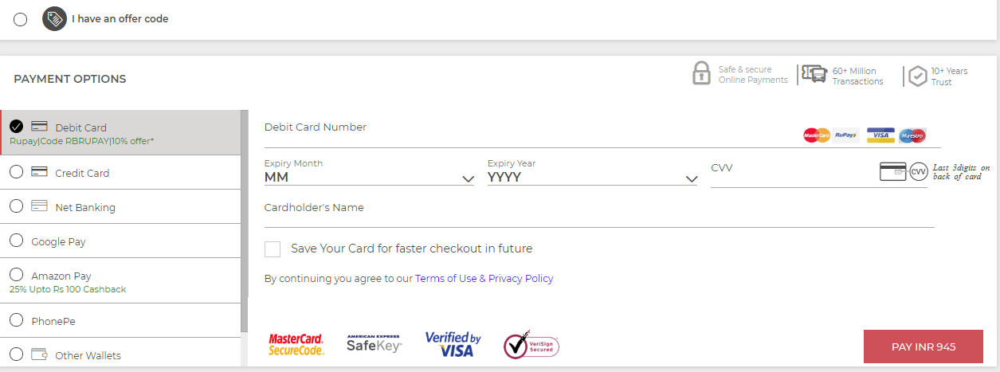 I have an offer code
PAYMENT OPTIONS
Safe & secure
Online Payments
60+ Million
Transactions
10+ Years
Trust
Debit Card
Rupay|Code RBRUPAY|10% offer*
Credit Card
Net Banking
Google Pay
Amazon Pay
25% Upto Rs 100 Cashback
PhonePe
Other Wallets
Debit Card Number
MasterCard
RuPay
VISA
Maestro
Expiry Month
MM
Expiry Year
YYYY
CVV
CVV
Last 3digits on
back of card
Cardholder's Name
Save Your Card for faster checkout in future
By continuing you agree to our Terms of Use & Privacy Policy
MasterCard.
SecureCode.
AMERICAN EXPRESS
SafeKey
Verified by
VISA
VeriSign
Secured
PAY INR 945